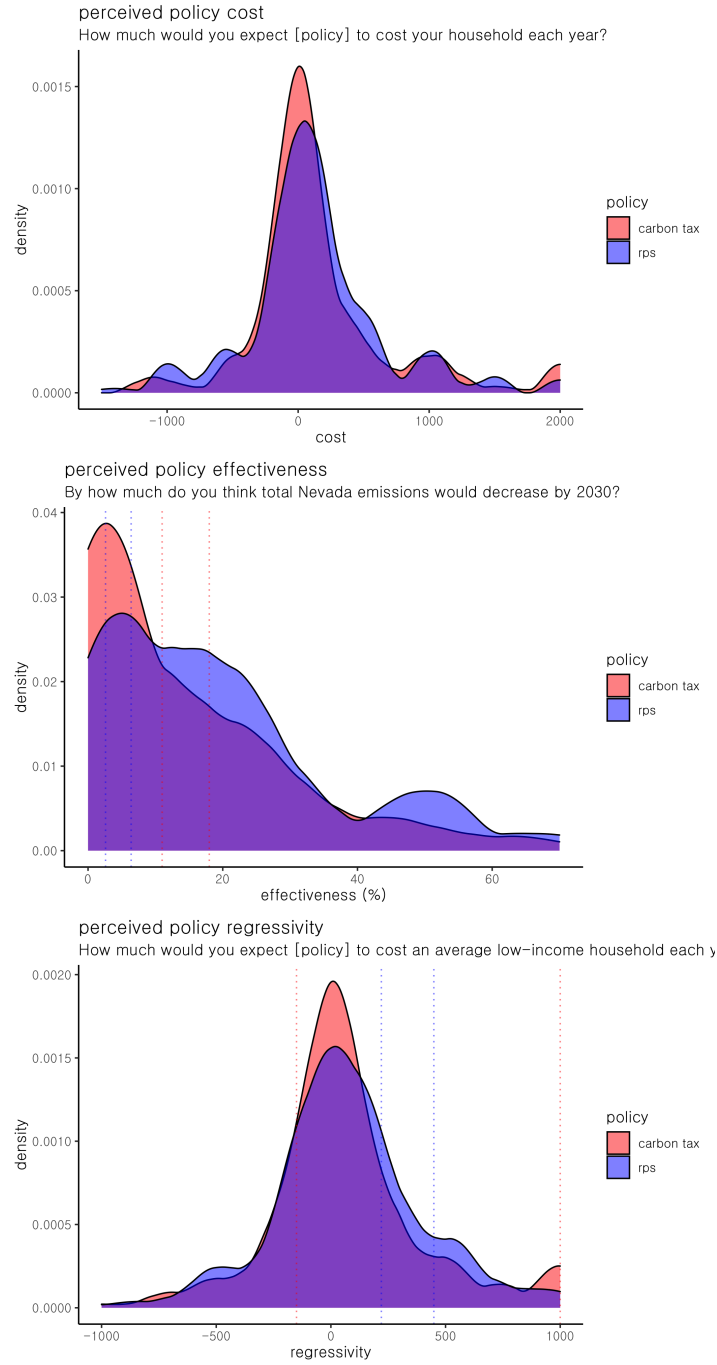 perceived policy cost
How much would you expect [policy] to cost your household each year?
0.0015
0.0010
0.0005
0.0000
density
−1000
0
1000
2000
cost
policy
carbon tax
rps
perceived policy effectiveness
By how much do you think total Nevada emissions would decrease by 2030?
0.04
0.03
0.02
0.01
0.00
density
0
20
40
60
effectiveness (%)
policy
carbon tax
rps
perceived policy regressivity
How much would you expect [policy] to cost an average low−income household each y
0.0020
0.0015
0.0010
0.0005
0.0000
density
−1000
−500
0
500
1000
regressivity
policy
carbon tax
rps